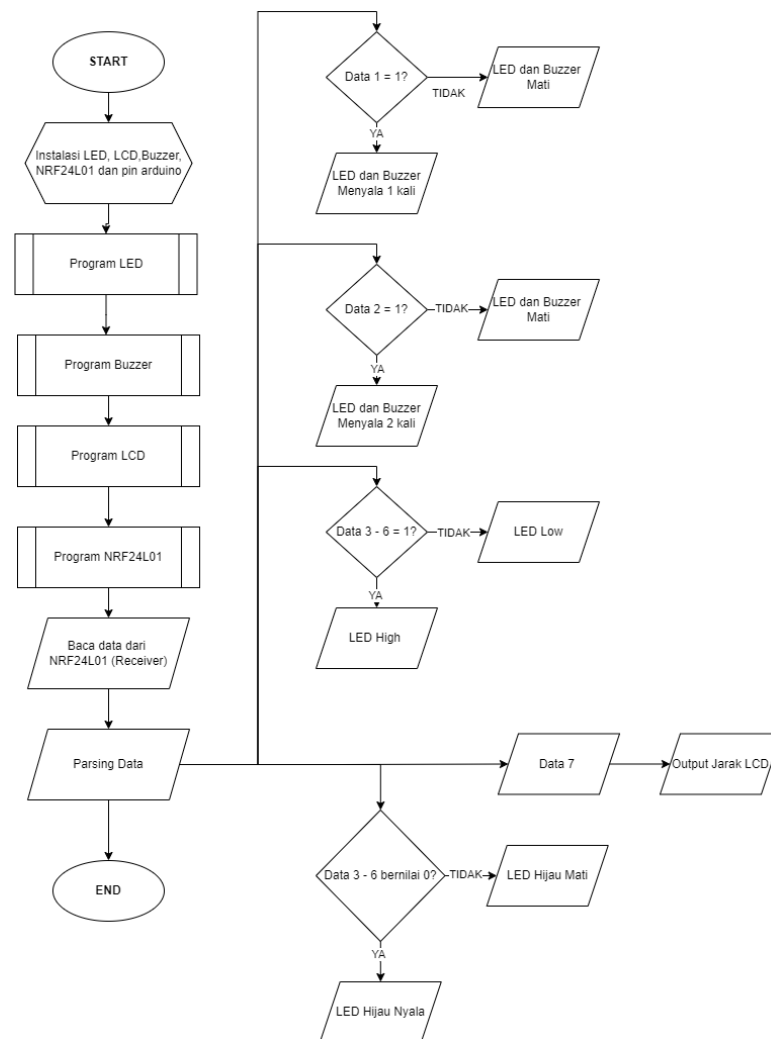 START
Instalasi LED, LCD,Buzzer,
NRF24L01 dan pin arduino
Program LED
Program Buzzer
Program LCD
Program NRF24L01
Baca data dari
NRF24L01 (Receiver)
Parsing Data
END
Data 1 = 1?
TIDAK
LED dan Buzzer
Mati
YA
LED dan Buzzer
Menyala 1 kali
Data 2 = 1?
TIDAK
LED dan Buzzer
Mati
YA
LED dan Buzzer
Menyala 2 kali
Data 3 - 6 = 1?
TIDAK
LED Low
YA
LED High
Data 7
Output Jarak LCD
Data 3 - 6 bernilai 0?
TIDAK
LED Hijau Mati
YA
LED Hijau Nyala